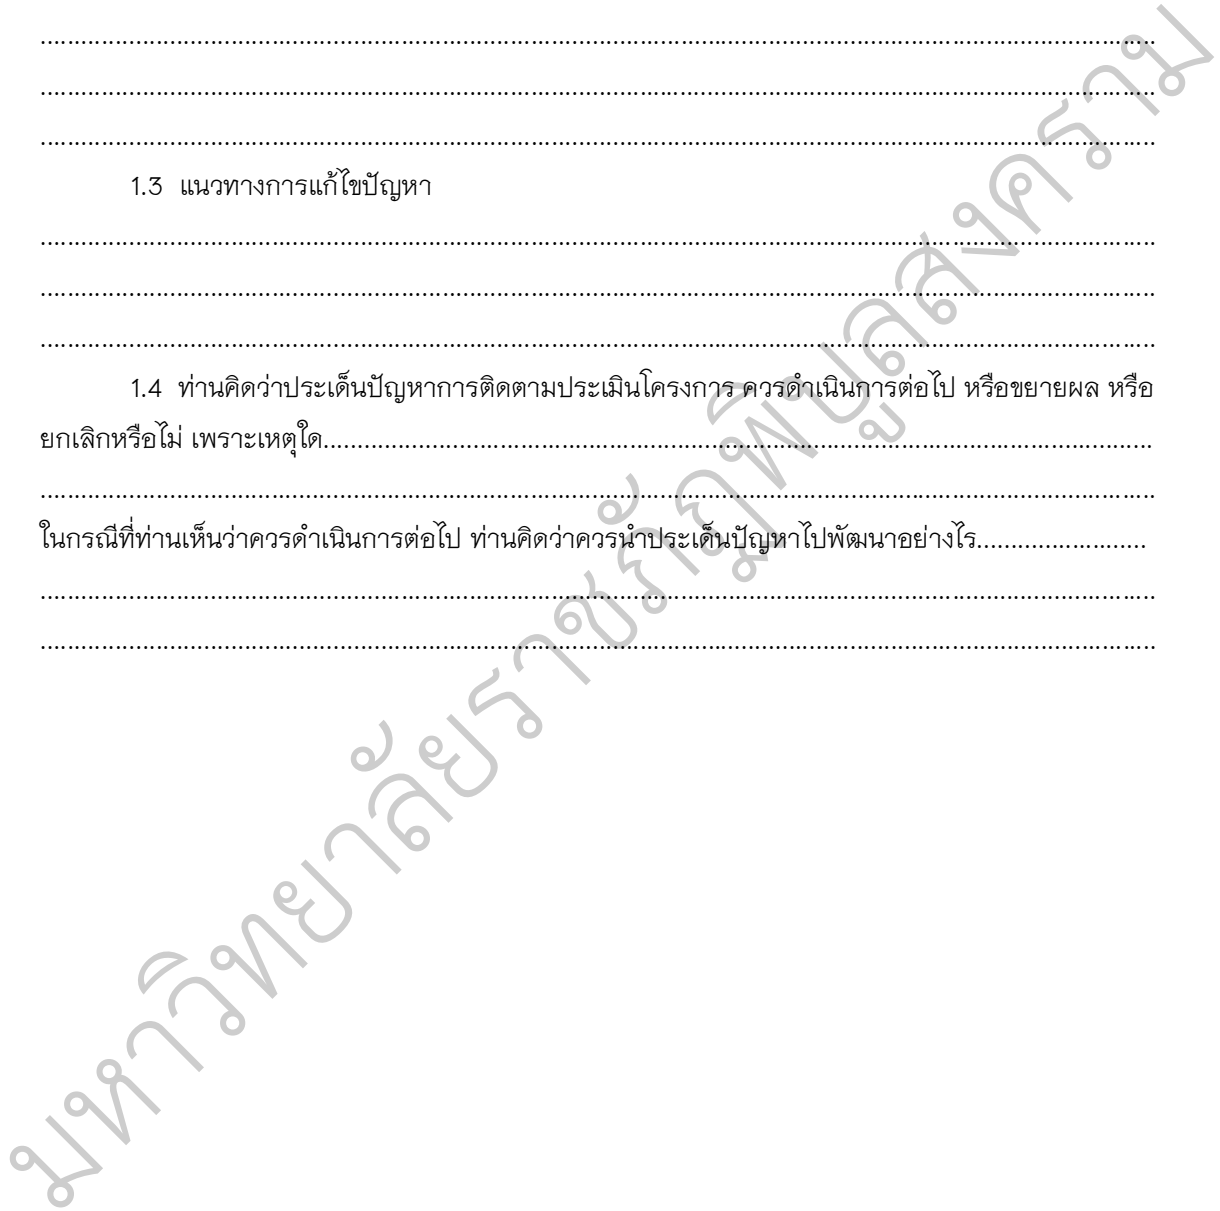 ................................................................................................................................................................
................................................................................................................................................................
................................................................................................................................................................
1.3 แนวทางการแก้ไขปัญหา
................................................................................................................................................................
................................................................................................................................................................
................................................................................................................................................................
1.4 ท่านคิดว่าประเด็นปัญหาการติดตามประเมินโครงการ ควรดำเนินการต่อไป หรือขยายผล หรือ
ยกเลิกหรือไม่ เพราะเหตุใด........................................................................................................................
................................................................................................................................................................
ในกรณีที่ท่านเห็นว่าควรดำเนินการต่อไป ท่านคิดว่าควรนำประเด็นปัญหาไปพัฒนาอย่างไร.........................
................................................................................................................................................................
................................................................................................................................................................
มหาวิทยาลัยราชภัฏพิบูลสงคราม